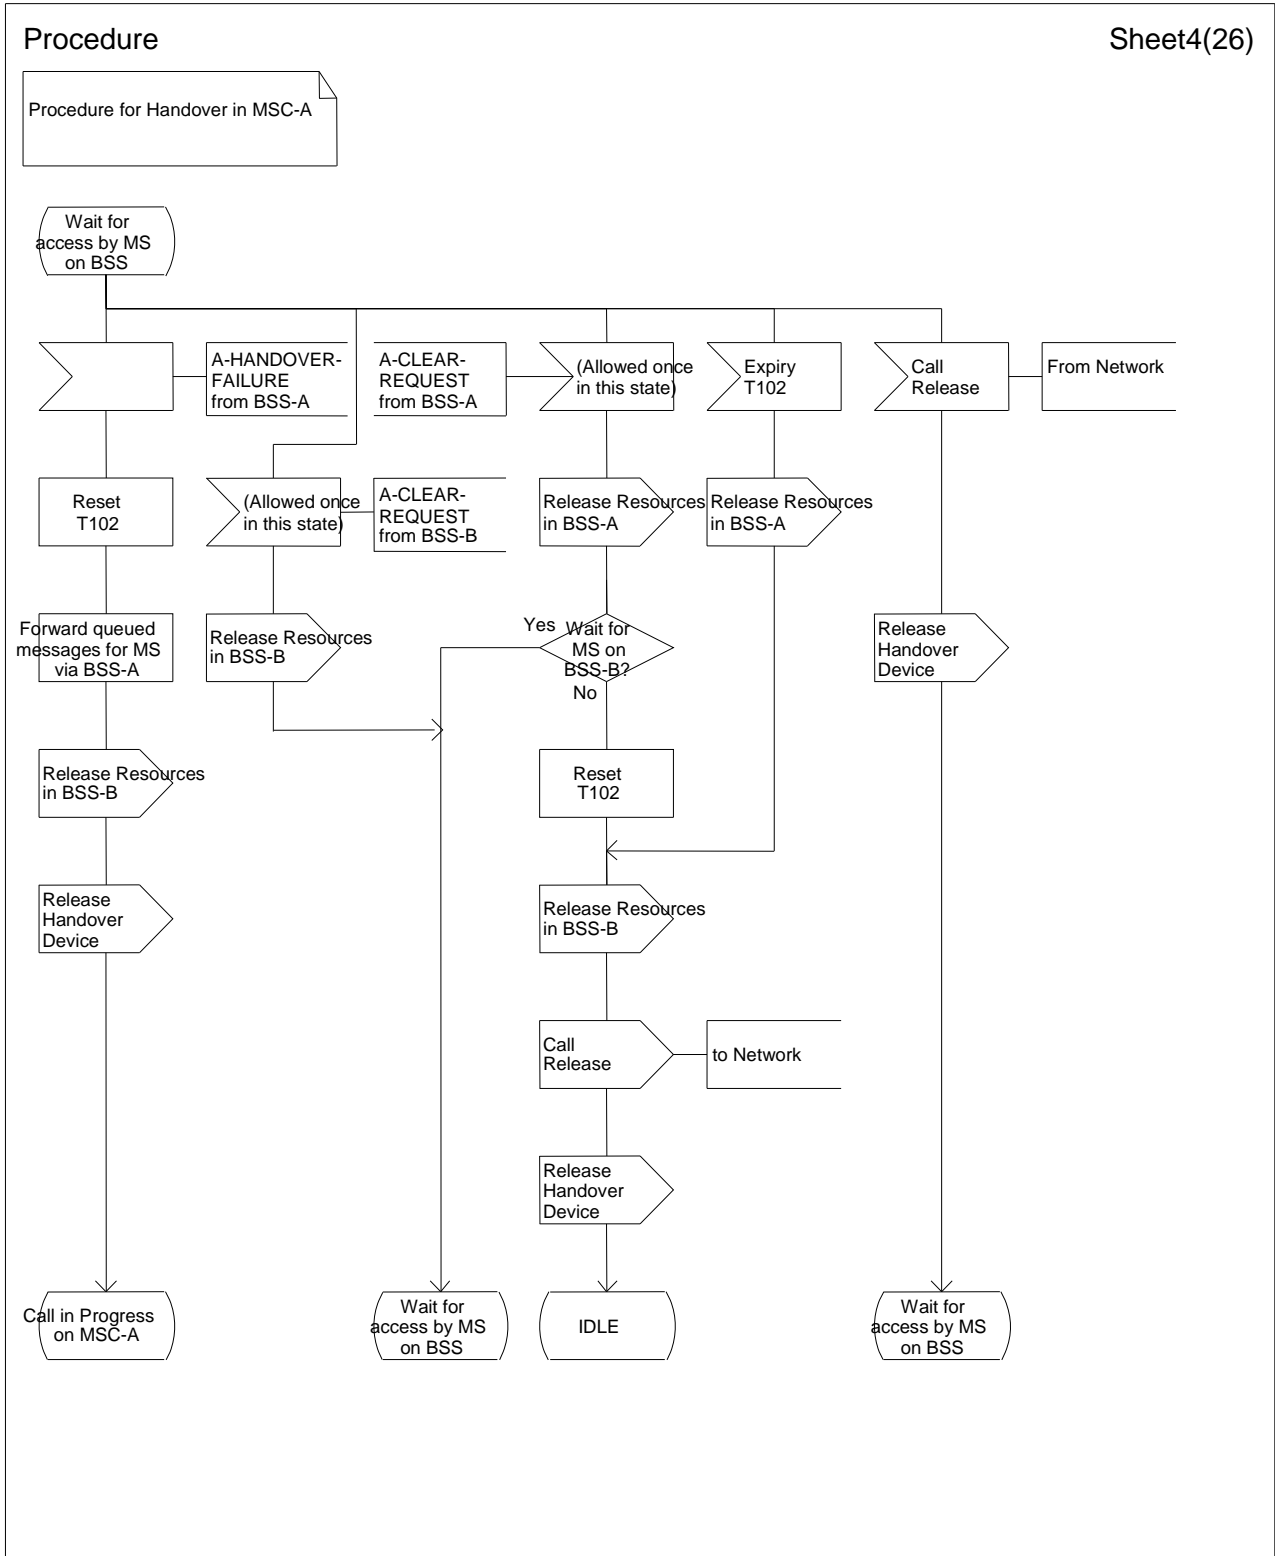 Procedure
Sheet4(26)
Procedure for Handover in MSC-A
Wait for
access by MS
on BSS
A-HANDOVER-
FAILURE
from BSS-A
A-CLEAR-
REQUEST
from BSS-A
(Allowed once
in this state)
Expiry
T102
Call
Release
From Network
Reset
T102
(Allowed once
in this state)
A-CLEAR-
REQUEST
from BSS-B
Release Resources
in BSS-A
Release Resources
in BSS-A
Forward queued
messages for MS
via BSS-A
Release Resources
in BSS-B
Yes
Wait for
MS on
BSS-B?
No
Release
Handover
Device
Release Resources
in BSS-B
Reset
T102
Release
Handover
Device
Release Resources
in BSS-B
Call
Release
to Network
Release
Handover
Device
Call in Progress
on MSC-A
Wait for
access by MS
on BSS
IDLE
Wait for
access by MS
on BSS